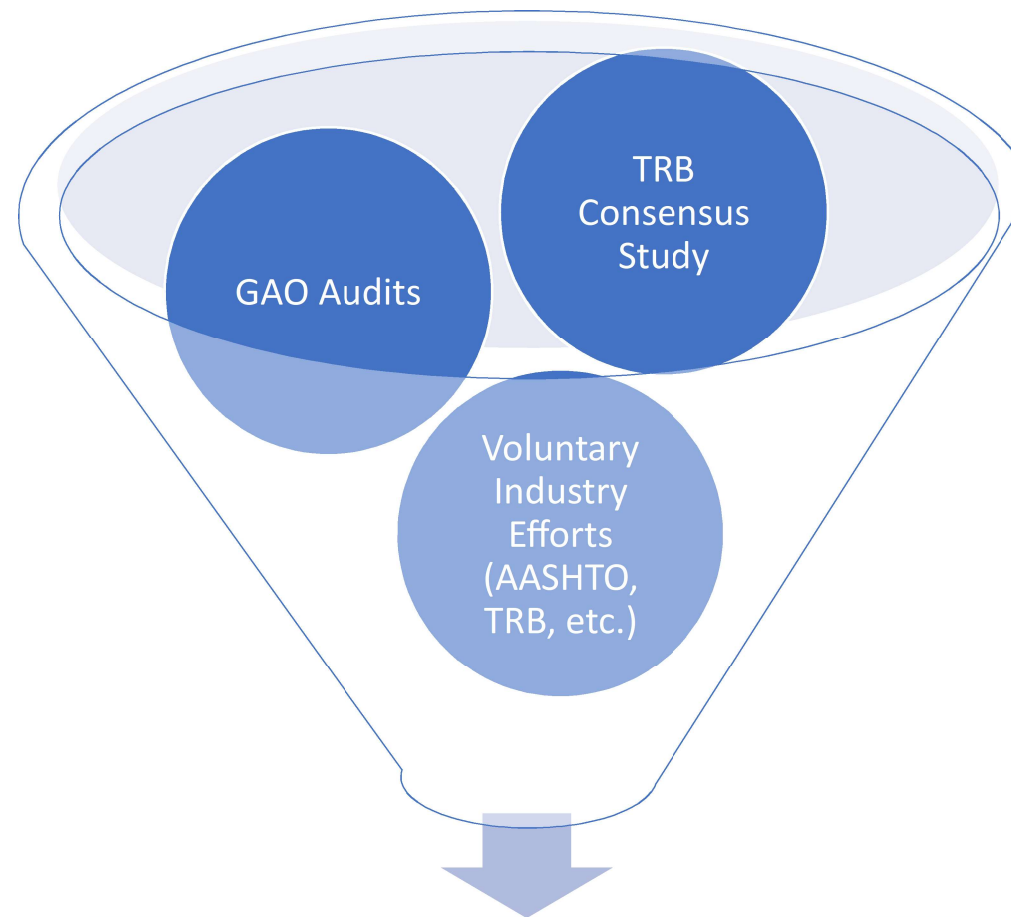 TRB
Consensus
Study
GAO Audits
Voluntary
Industry
Efforts
(AASHTO,
TRB, etc.)